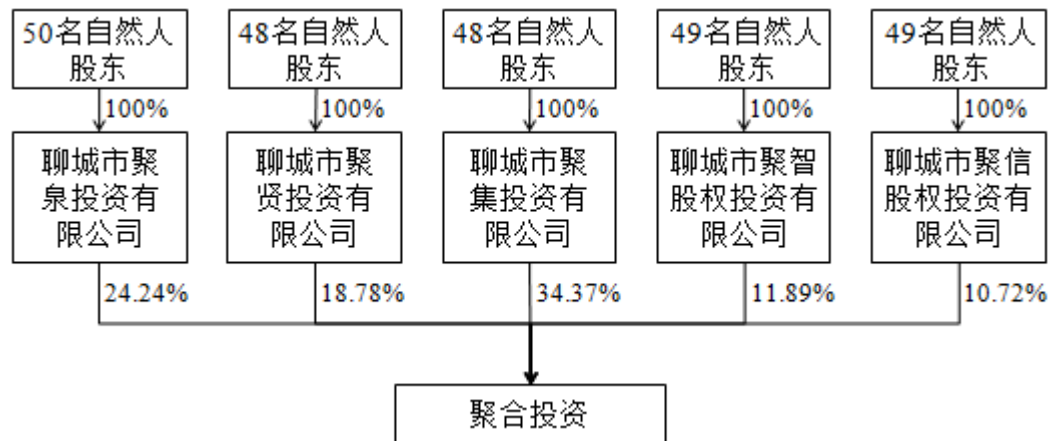 50名自然人
股东
48名自然人
股东
48名自然人
股东
49名自然人
股东
49名自然人
股东
100%
100%
100%
100%
100%
聊城市聚
泉投资有
限公司
聊城市聚
贤投资有
限公司
聊城市聚
集投资有
限公司
聊城市聚智
股权投资有
限公司
聊城市聚信
股权投资有
限公司
24.24%
18.78%
34.37%
11.89%
10.72%
聚合投资